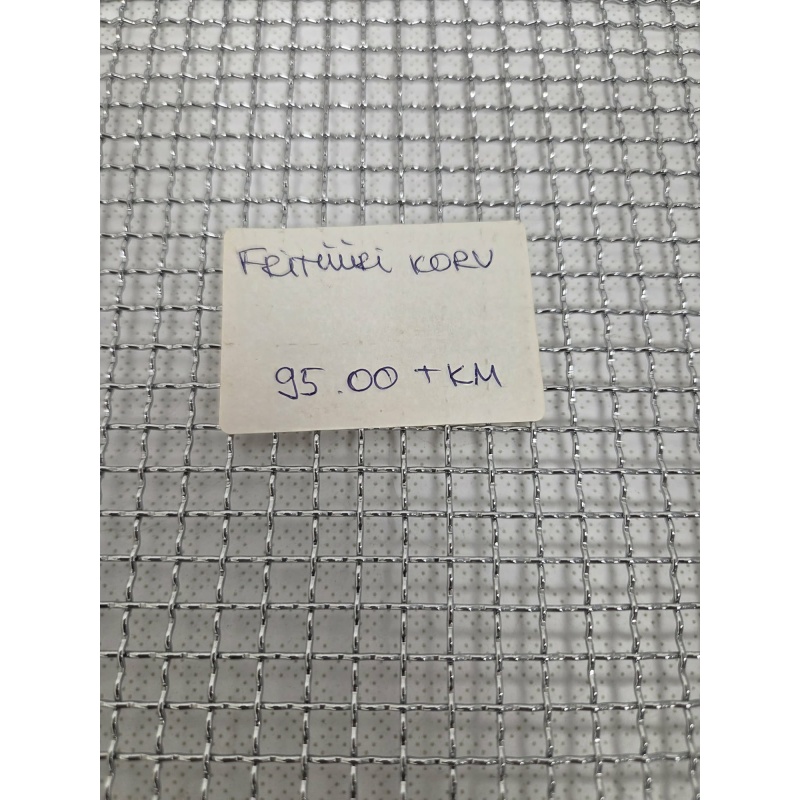 FRITÜÜRI KORV
95.00 + KM